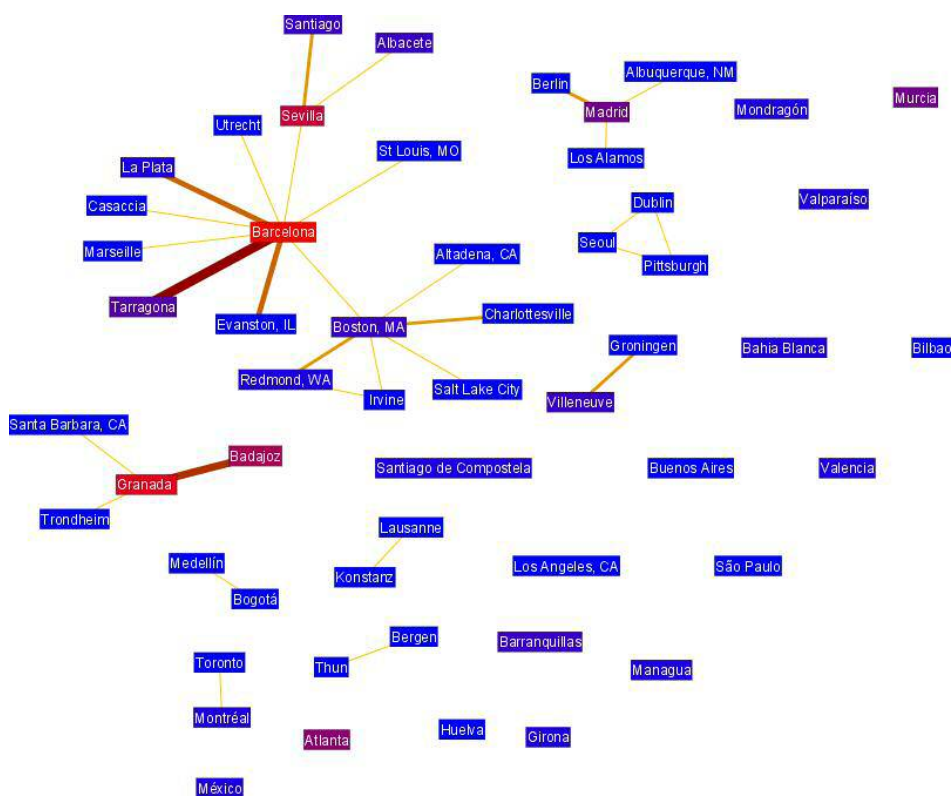 Santiago
Albacete
Berlin
Albuquerque, NM
Murcia
Sevilla
Madrid
Mondragón
Utrecht
St Louis, MO
Los Alamos
La Plata
Valparaíso
Casaccia
Dublin
Barcelona
Seoul
Marseille
Altadena, CA
Pittsburgh
Tarragona
Charlottesville
Evanston, IL
Boston, MA
Groningen
Bahia Blanca
Bilbao
Redmond, WA
Salt Lake City
Irvine
Villeneuve
Santa Barbara, CA
Badajoz
Santiago de Compostela
Buenos Aires
Valencia
Granada
Trondheim
Lausanne
Medellín
Los Angeles, CA
São Paulo
Konstanz
Bogotá
Bergen
Barranquillas
Toronto
Thun
Managua
Montréal
Huelva
Girona
Atlanta
México